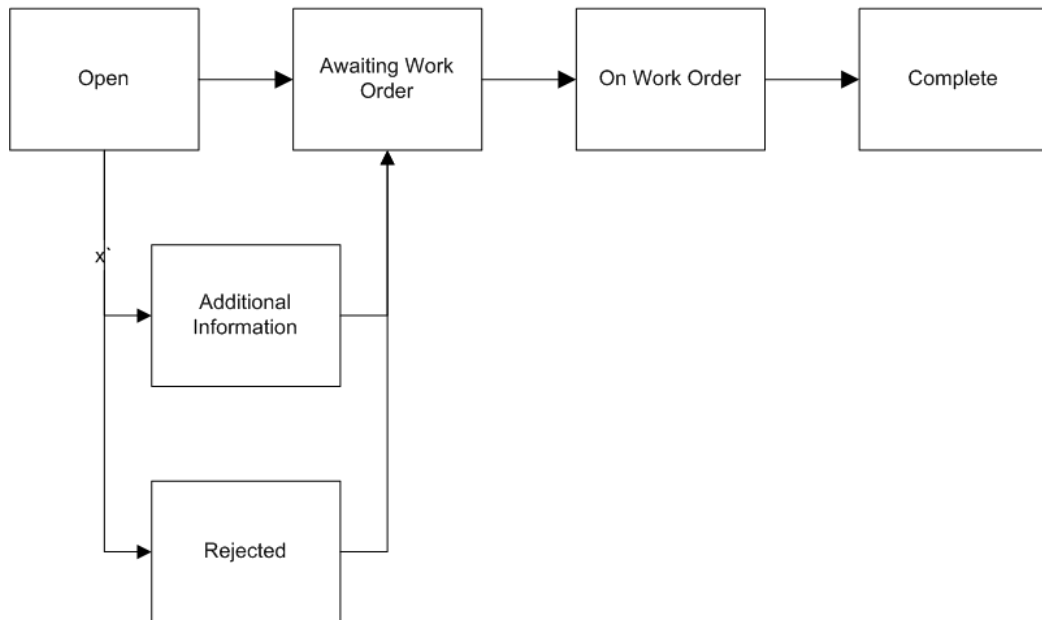 Open
Awaiting Work
Order
On Work Order
Complete
x`
Additional
Information
Rejected